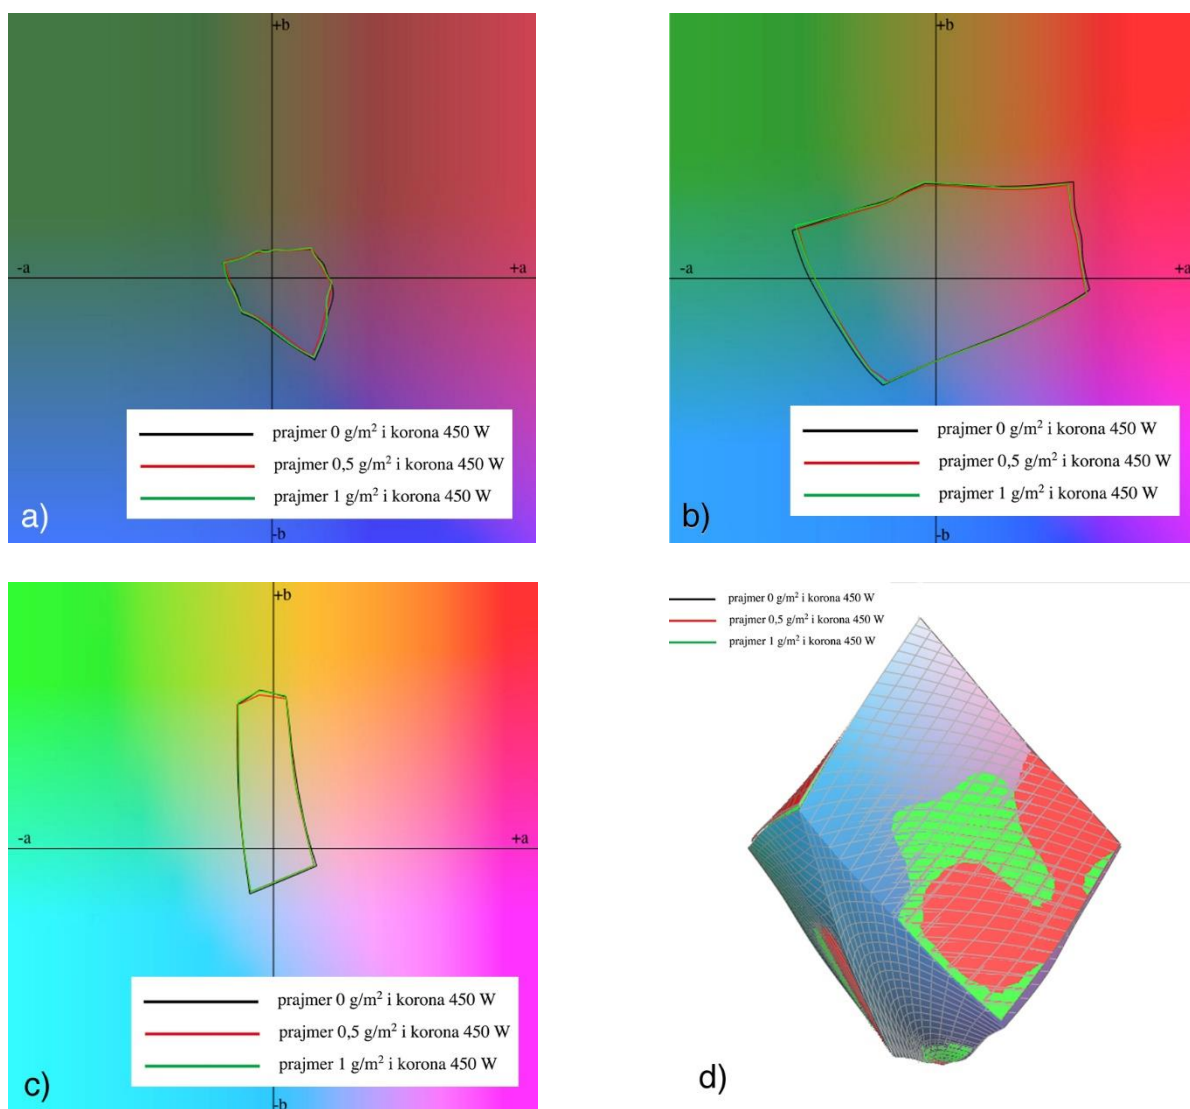 +b
-a
+a
prajmer 0 g/m² i korona 450 W
prajmer 0,5 g/m² i korona 450 W
prajmer 1 g/m² i korona 450 W
a)
-b
+b
-a
+a
prajmer 0 g/m² i korona 450 W
prajmer 0,5 g/m² i korona 450 W
prajmer 1 g/m² i korona 450 W
b)
-b
+b
-a
+a
prajmer 0 g/m² i korona 450 W
prajmer 0,5 g/m² i korona 450 W
prajmer 1 g/m² i korona 450 W
c)
-b
prajmer 0 g/m² i korona 450 W
prajmer 0,5 g/m² i korona 450 W
prajmer 1 g/m² i korona 450 W
d)